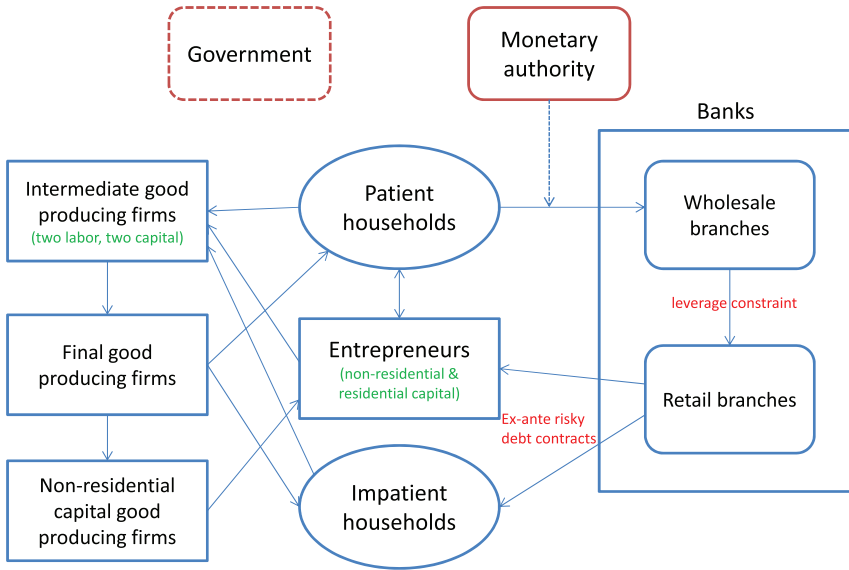 Government
Monetary
authority
Banks
Intermediate good
producing firms
(two labor, two capital)
Patient
households
Wholesale
branches
leverage constraint
Final good
producing firms
Entrepreneurs
(non-residential &
residential capital)
Retail branches
Ex-ante risky
debt contracts
Non-residential
capital good
producing firms
Impatient
households